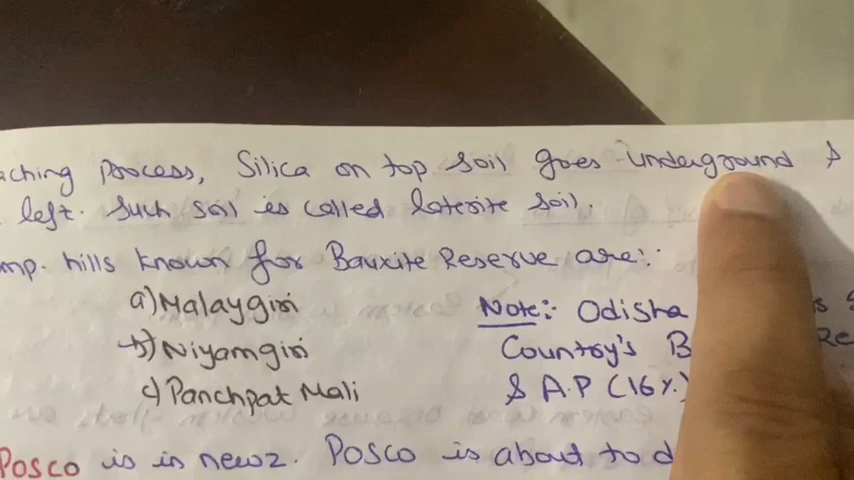 aching process, Silica on top soil goes underground &
left. Such soil is called laterite soil.
mp. hills known for Bauxite Reserve are:-
a) Malaygiri
b) Niyamgiri
c) Panchpat Mali
Note:- Odisha
Country's B
& A.P (16%)
POSCO is in newz. POSCO is about to d